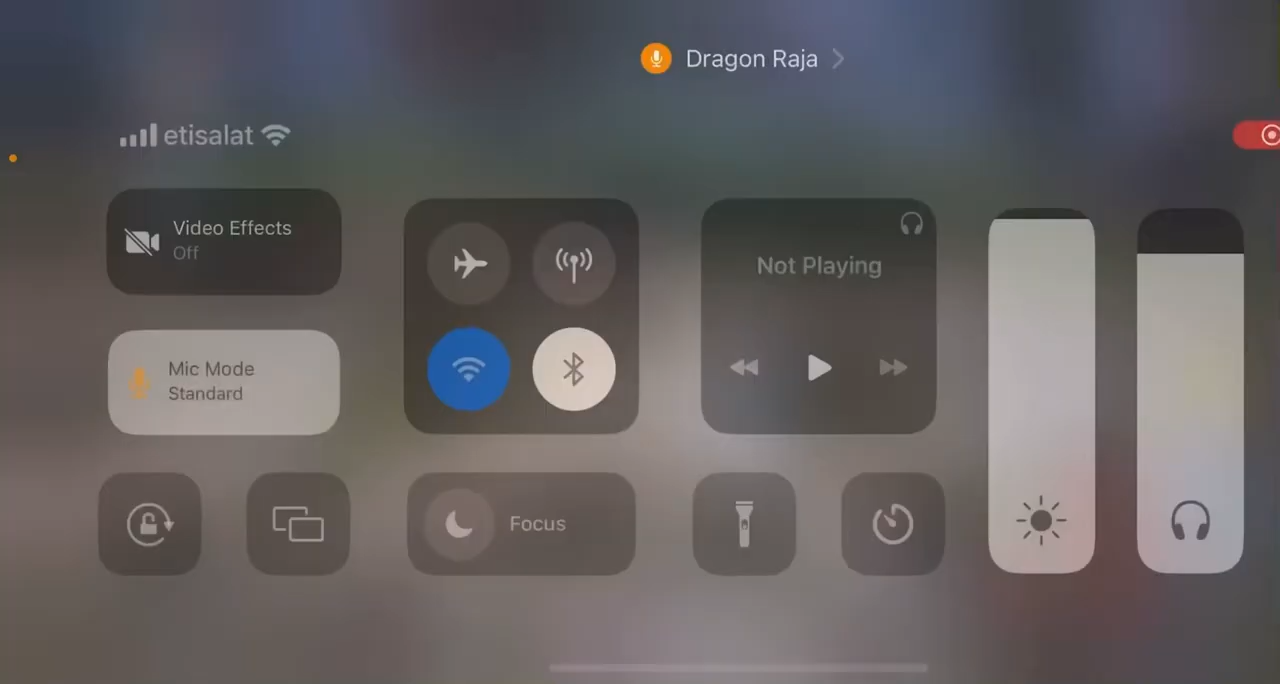 Dragon Raja
etisalat
Video Effects
Off
Not Playing
Mic Mode
Standard
Focus